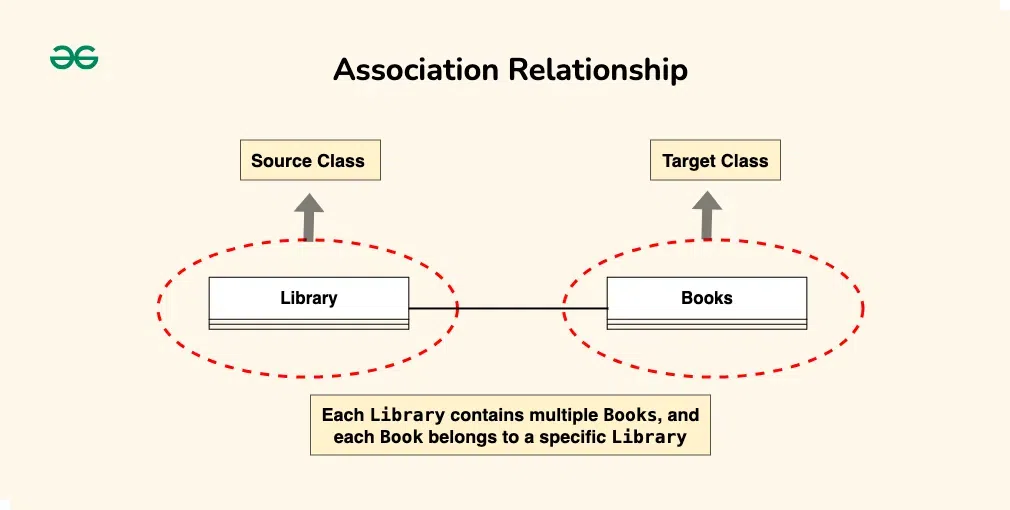 Association Relationship
Source Class
Target Class
Library
Books
Each Library contains multiple Books, and
each Book belongs to a specific Library